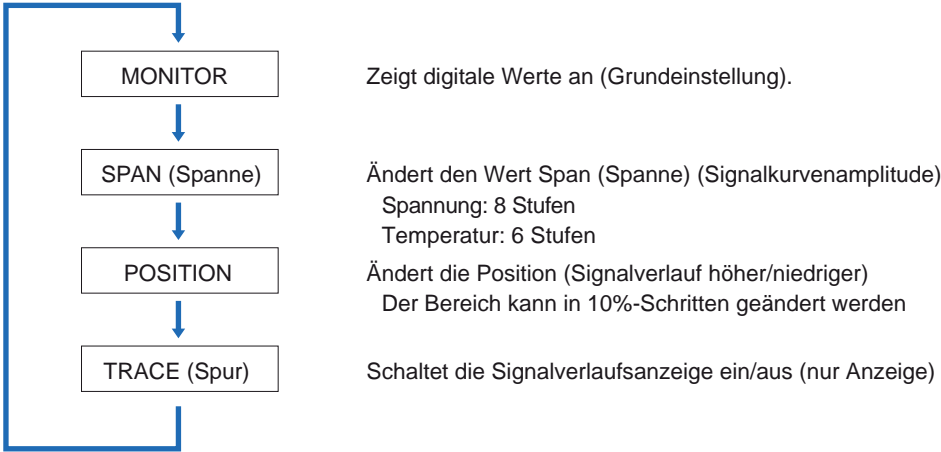 MONITOR
Zeigt digitale Werte an (Grundeinstellung).
SPAN (Spanne)
Ändert den Wert Span (Spanne) (Signalkurvenamplitude)
Spannung: 8 Stufen
Temperatur: 6 Stufen
POSITION
Ändert die Position (Signalverlauf höher/niedriger)
Der Bereich kann in 10%-Schritten geändert werden
TRACE (Spur)
Schaltet die Signalverlaufsanzeige ein/aus (nur Anzeige)